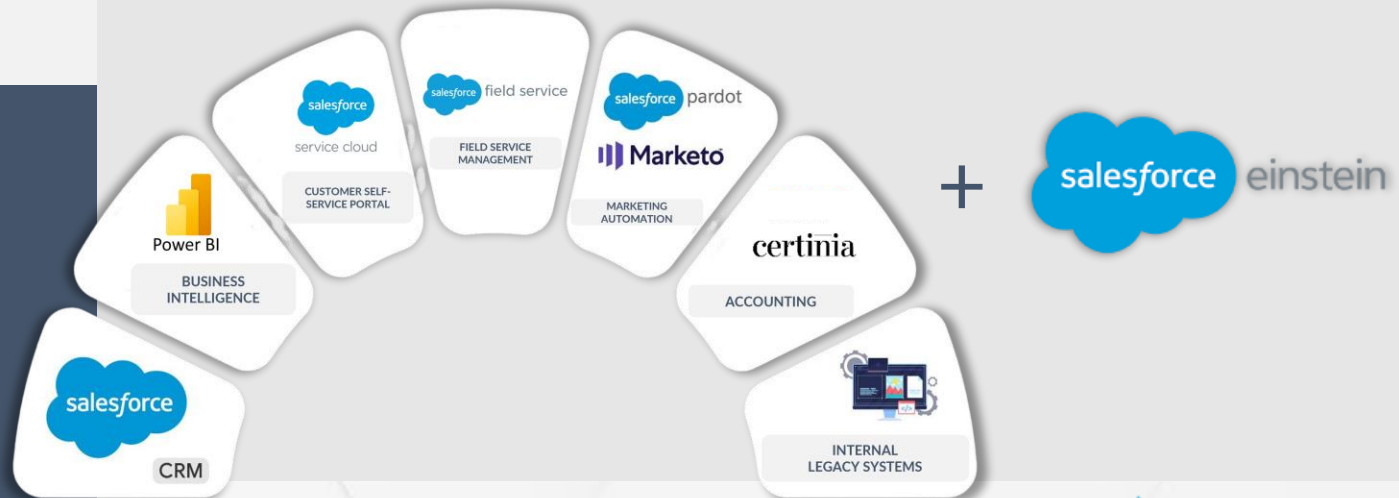 salesforce
CRM
Power BI
BUSINESS
INTELLIGENCE
salesforce
service cloud
CUSTOMER SELF-
SERVICE PORTAL
salesforce field service
FIELD SERVICE
MANAGEMENT
salesforce pardot
Marketo
MARKETING
AUTOMATION
certinia
ACCOUNTING
INTERNAL
LEGACY SYSTEMS
+
salesforce einstein